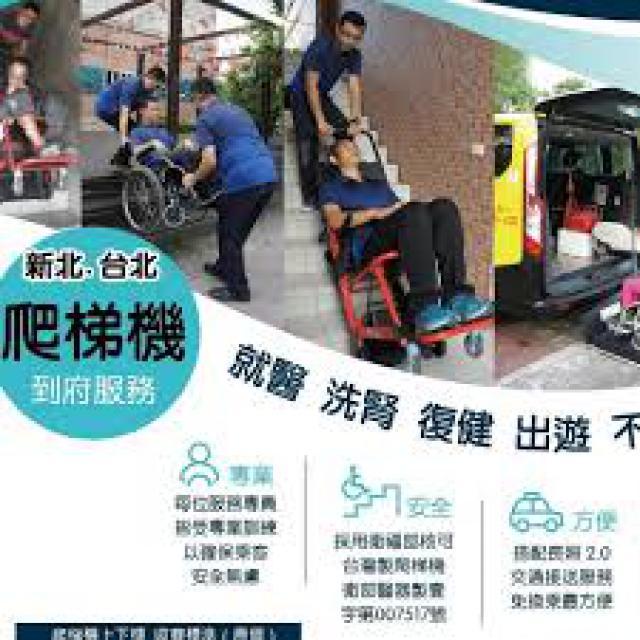 新北.台北
爬梯機
到府服務
就醫 洗腎 復健 出遊 不
專業
每位服務專員
皆受專業訓練
以確保乘客
安全無慮
安全
採用衛福部核可
台灣製爬梯機
衛部醫器製壹
字第007517號
方便
搭配長照 2.0
交通接送服務
免換乘最方便